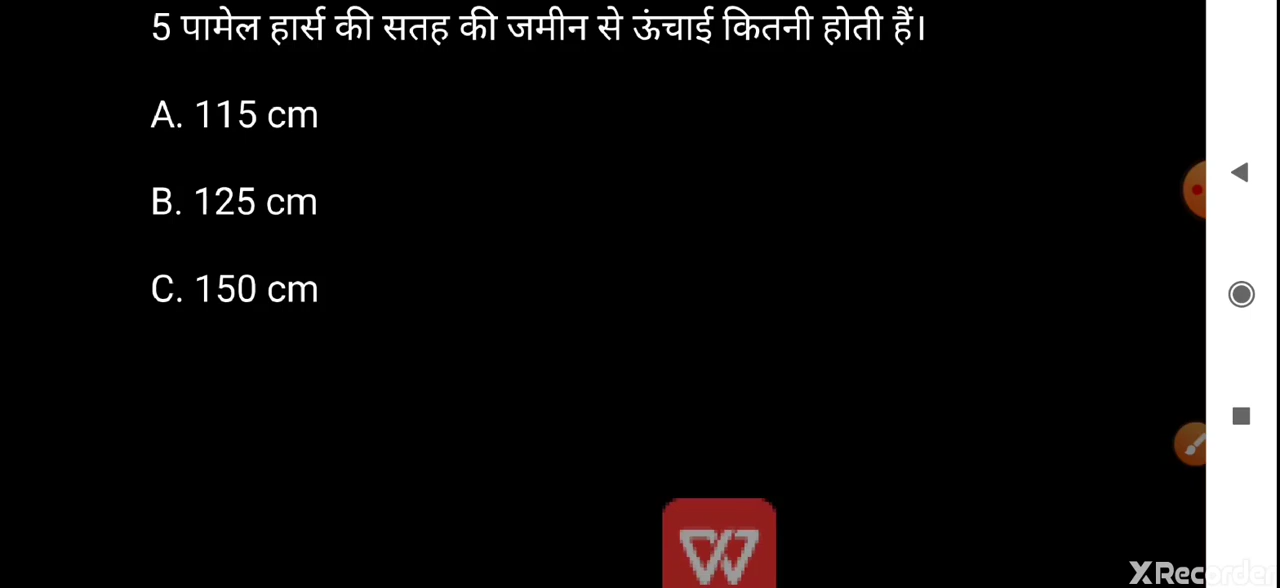 5 पामेल हार्स की सतह की जमीन से ऊंचाई कितनी होती हैं।
A. 115 cm
B. 125 cm
C. 150 cm
XRecorder